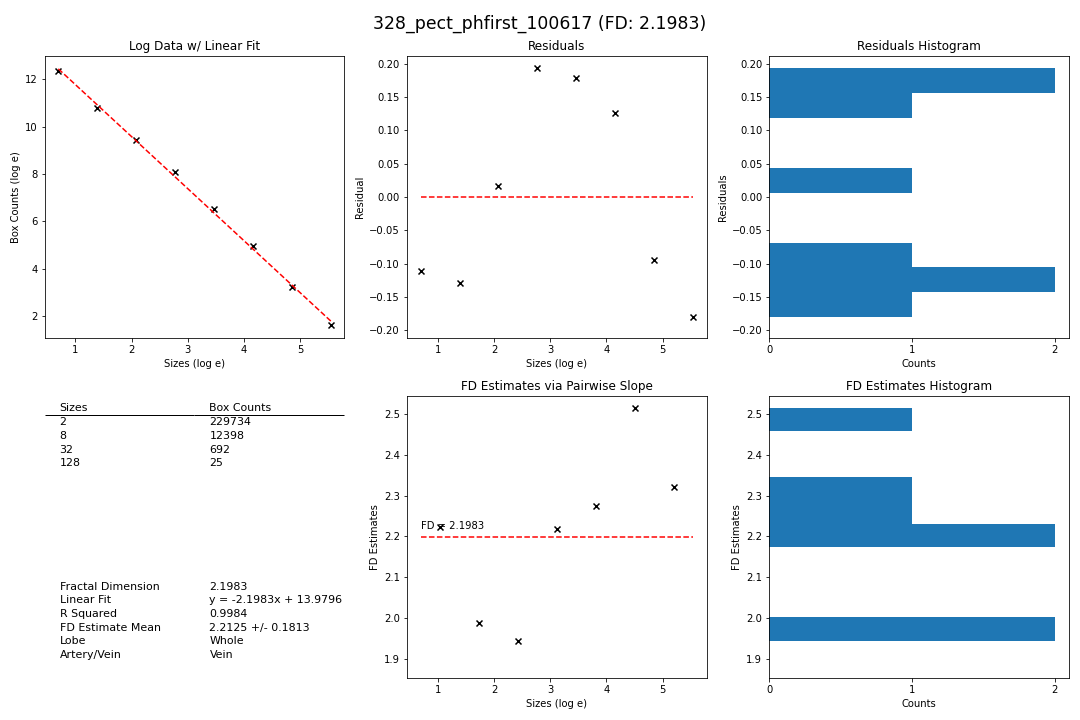 328_pect_phfirst_100617 (FD: 2.1983)
Log Data w/ Linear Fit
Box Counts (log e)
12
10
8
6
4
2
1 2 3 4 5
Sizes (log e)
Residuals
Residual
0.20
0.15
0.10
0.05
0.00
−0.05
−0.10
−0.15
−0.20
1 2 3 4 5
Sizes (log e)
Residuals Histogram
Residuals
0.20
0.15
0.10
0.05
0.00
−0.05
−0.10
−0.15
−0.20
0 1 2
Counts
Sizes Box Counts
2 229734
8 12398
32 692
128 25
Fractal Dimension 2.1983
Linear Fit y = -2.1983x + 13.9796
R Squared 0.9984
FD Estimate Mean 2.2125 +/- 0.1813
Lobe Whole
Artery/Vein Vein
FD Estimates via Pairwise Slope
FD Estimates
2.5
2.4
2.3
2.2
2.1
2.0
1.9
FD = 2.1983
1 2 3 4 5
Sizes (log e)
FD Estimates Histogram
FD Estimates
2.5
2.4
2.3
2.2
2.1
2.0
1.9
0 1 2
Counts